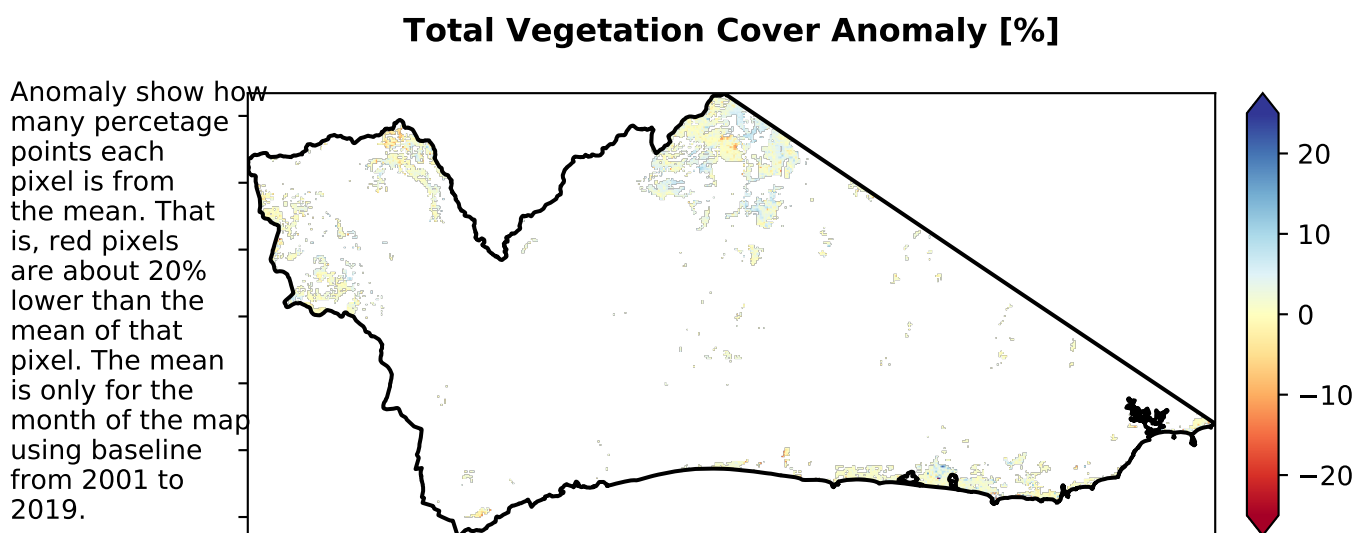 Total Vegetation Cover Anomaly [%]
Anomaly show how
many percetage
points each
pixel is from
the mean. That
is, red pixels
are about 20%
lower than the
mean of that
pixel. The mean
is only for the
month of the map
using baseline
from 2001 to
2019.
20
10
0
−10
−20